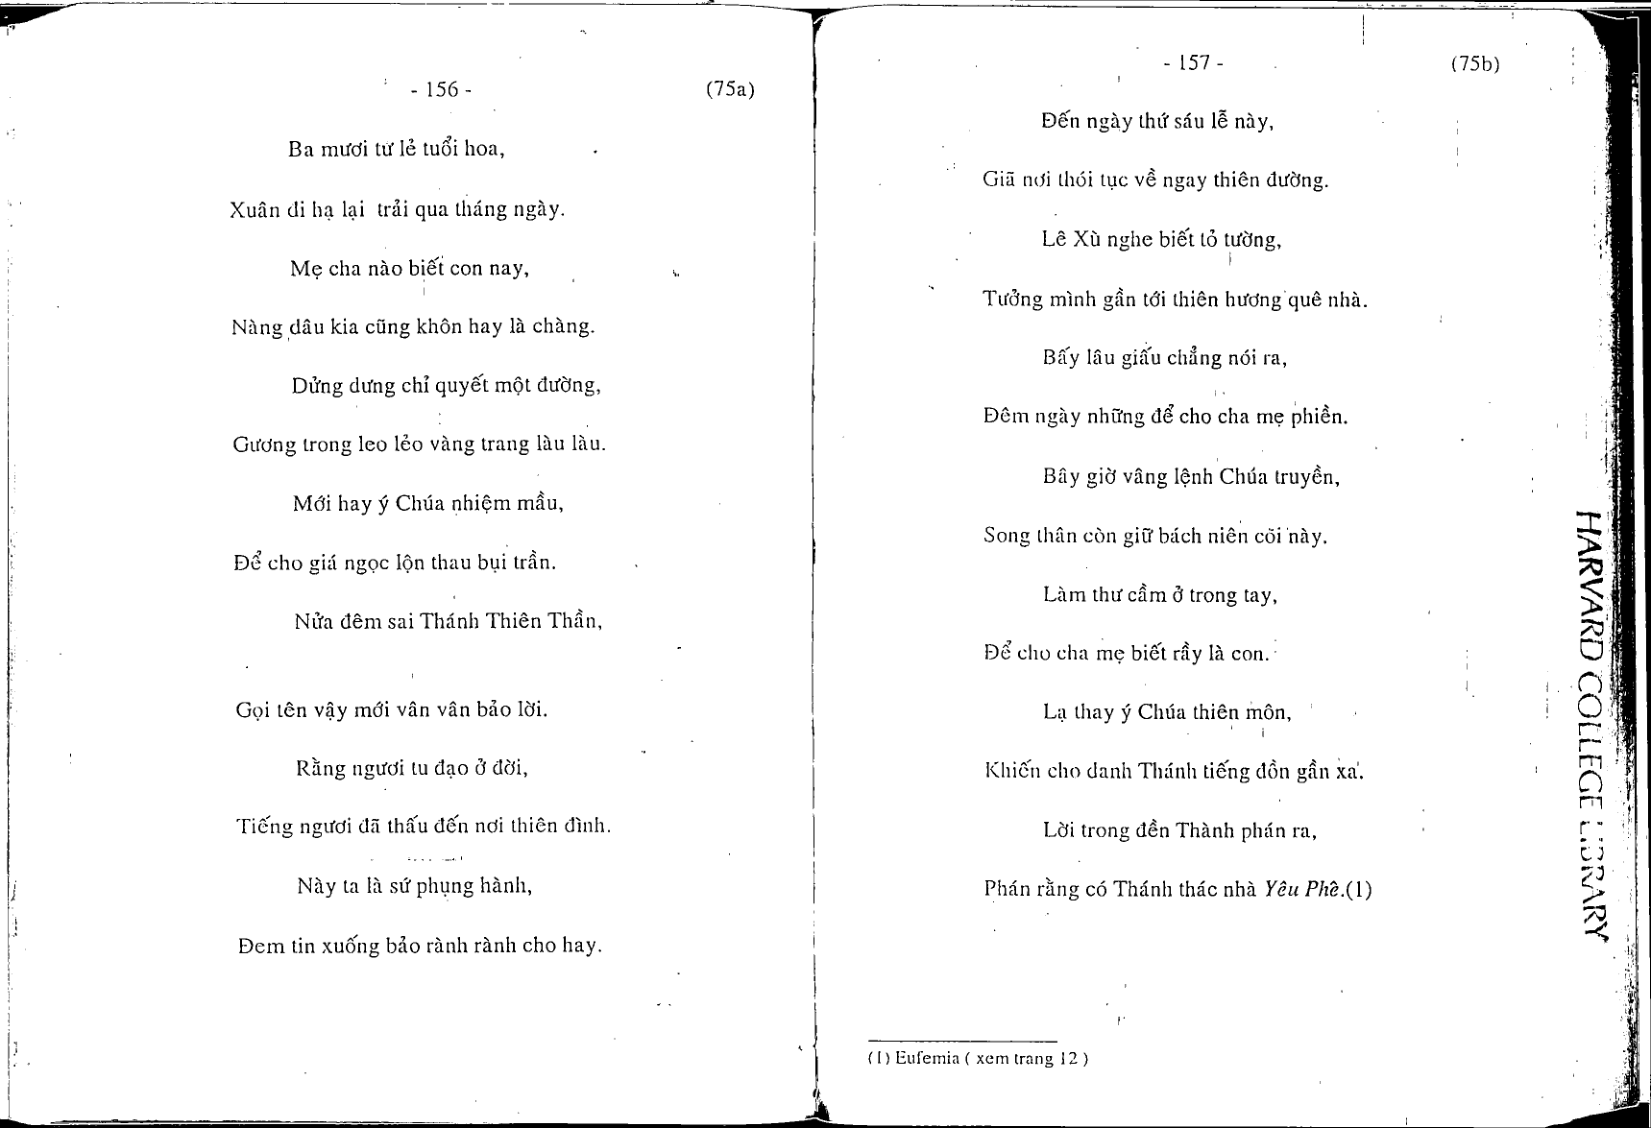 - 156 - (75a)
Ba mươi tư lẻ tuổi hoa,
Xuân đi hạ lại trải qua tháng ngày.
Mẹ cha nào biết con nay,
Nàng dâu kia cũng khôn hay là chàng.
Dửng dưng chỉ quyết một đường,
Gương trong leo lẻo vàng trang làu làu.
Mới hay ý Chúa nhiệm mầu,
Để cho giá ngọc lộn thau bụi trần.
Nửa đêm sai Thánh Thiên Thần,
Gọi tên vậy mới vân vân bảo lời.
Rằng ngươi tu đạo ở đời,
Tiếng ngươi đã thấu đến nơi thiên đình.
Này ta là sứ phụng hành,
Đem tin xuống bảo rành rành cho hay.
- 157 - (75b)
Đến ngày thứ sáu lễ này,
Giã nơi thói tục về ngay thiên đường.
Lê Xù nghe biết tỏ tường,
Tưởng mình gần tới thiên hương quê nhà.
Bấy lâu giấu chẳng nói ra,
Đêm ngày những để cho cha mẹ phiền.
Bây giờ vâng lệnh Chúa truyền,
Song thân còn giữ bách niên cõi này.
Làm thư cầm ở trong tay,
Để cho cha mẹ biết rầy là con.
Lạ thay ý Chúa thiên môn,
Khiến cho danh Thánh tiếng đồn gần xa.
Lời trong đền Thành phán ra,
Phán rằng có Thánh thác nhà Yêu Phê.(1)
(1) Eufemia ( xem trang 12 )
HARVARD COLLEGE LIBRARY